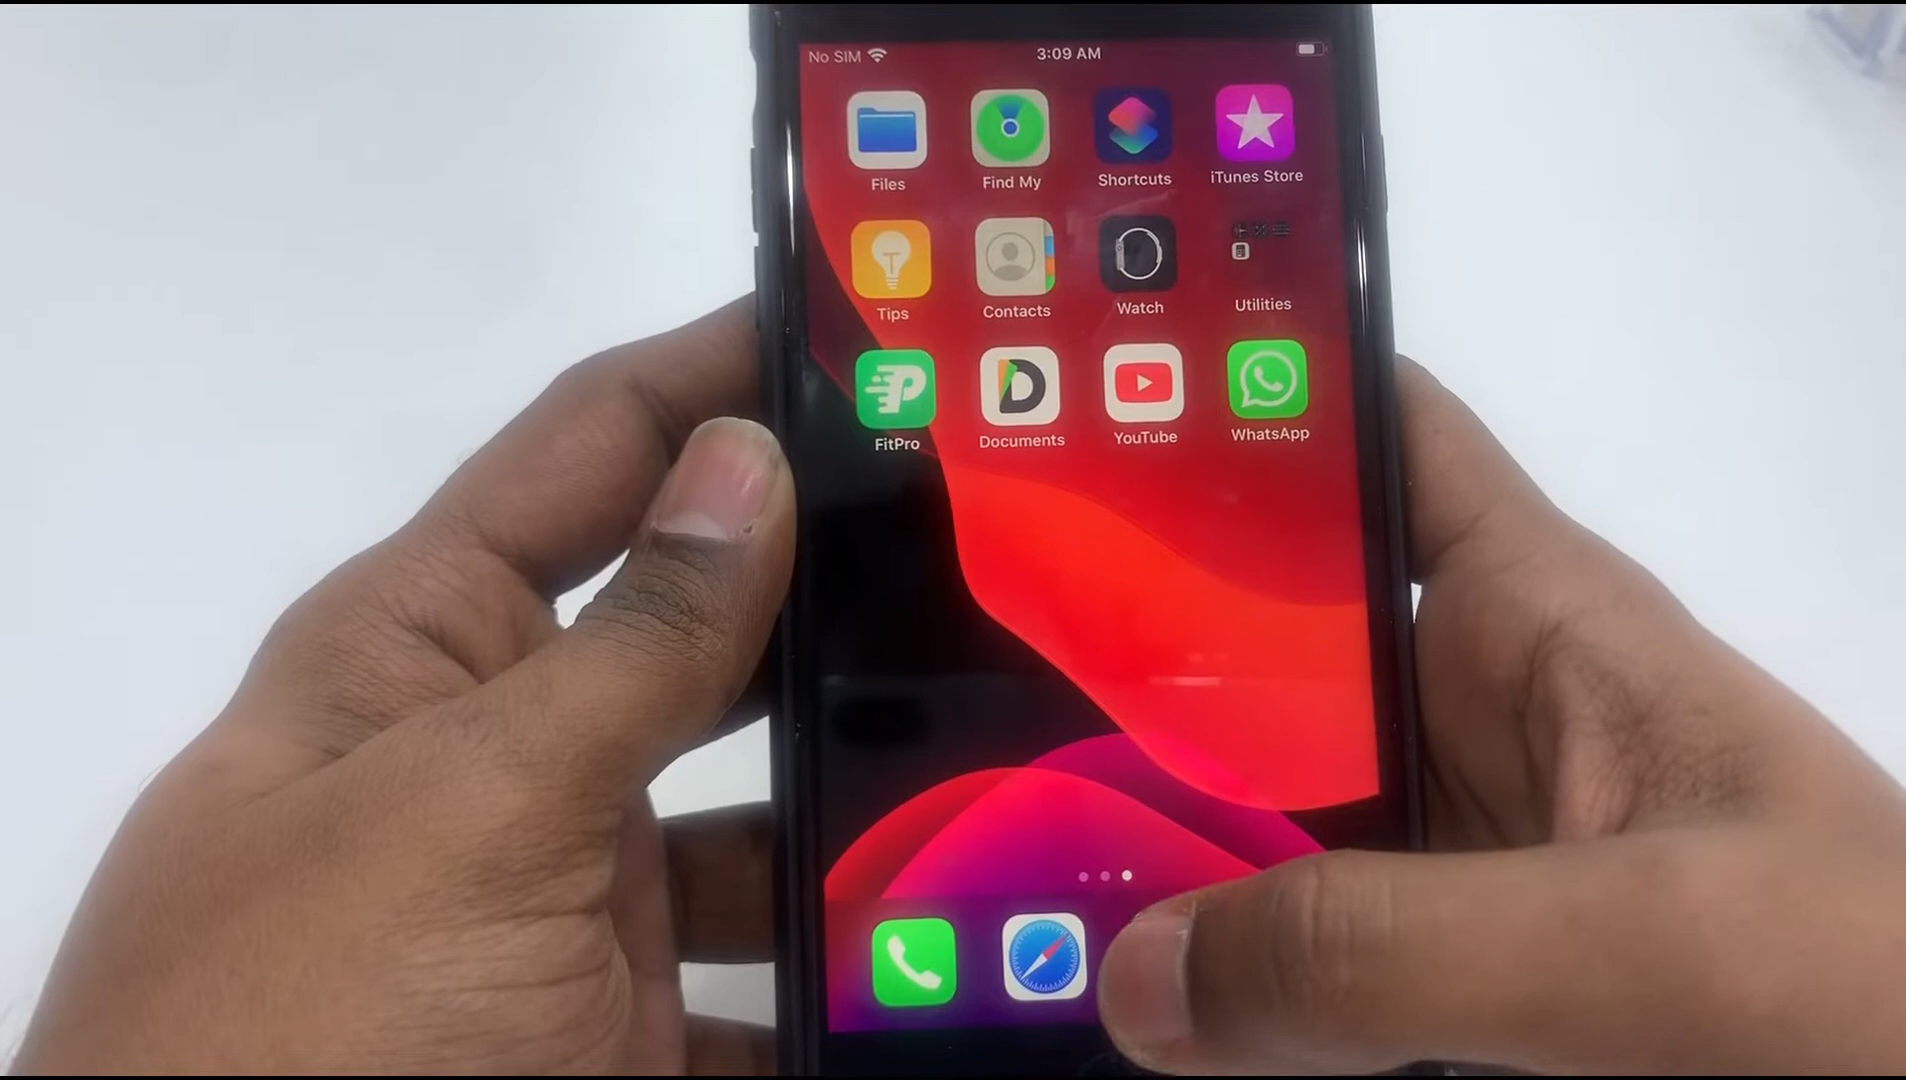 No SIM 3:09 AM
Files Find My Shortcuts iTunes Store
Tips Contacts Watch Utilities
FitPro Documents YouTube WhatsApp